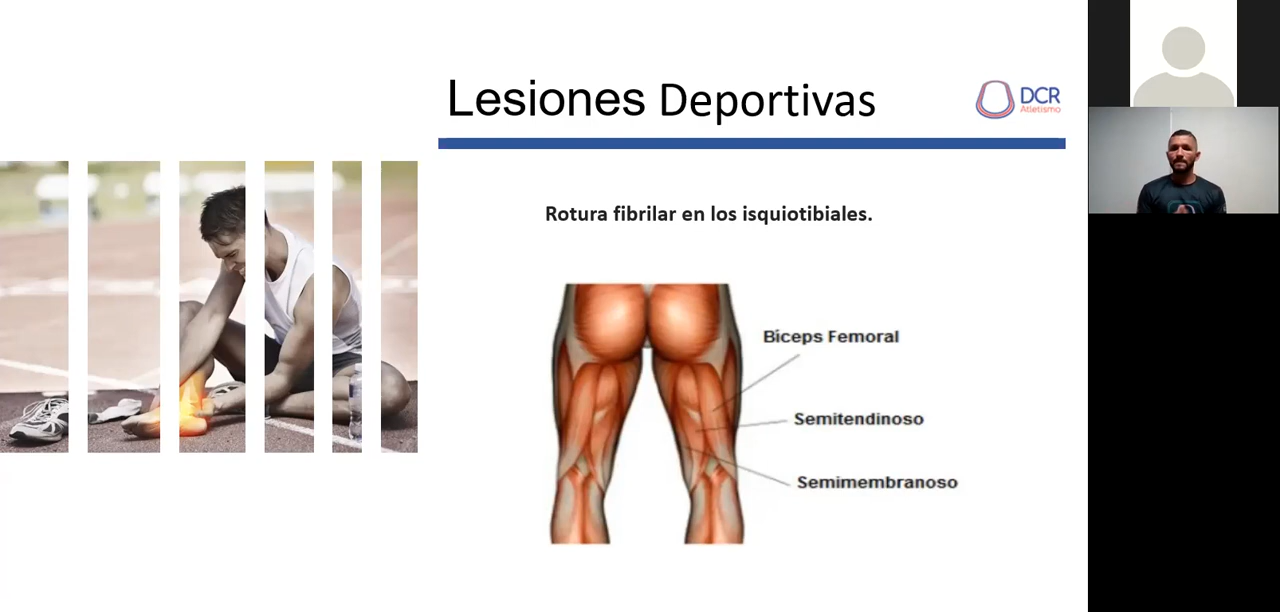 Lesiones Deportivas
DCR
Atletismo
Rotura fibrilar en los isquiotibiales.
Bíceps Femoral
Semitendinoso
Semimembranoso